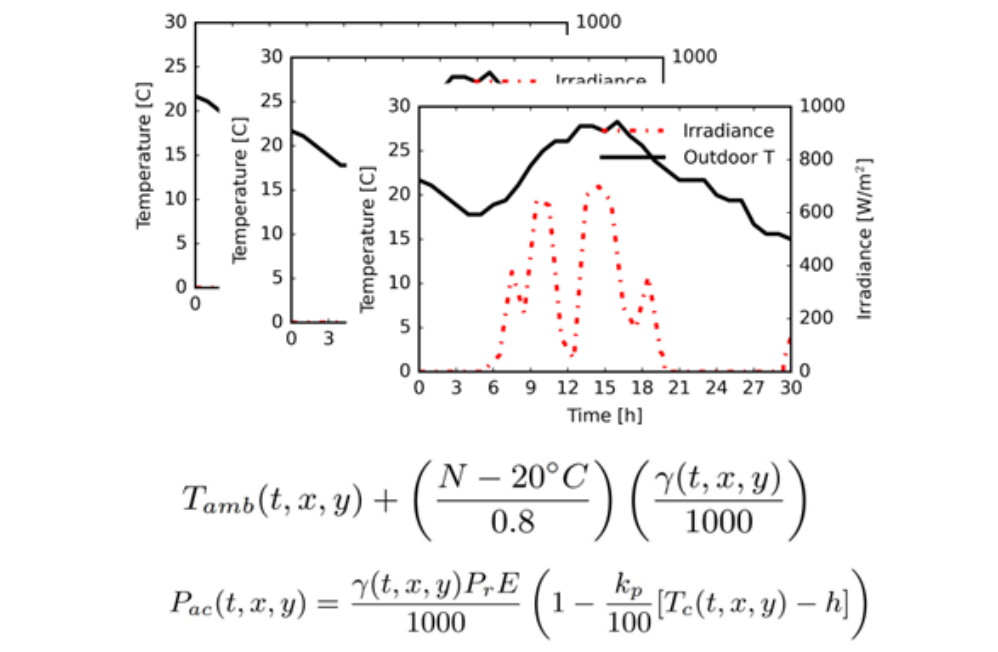 30 1000
25
20
15
10
5
0
0
Temperature [C]
30 1000
25
20
15
10
5
0
0 3
Temperature [C]
Irradiance
30 1000
25 800
20 600
15 400
10 200
5 0
0
Temperature [C]
Irradiance [W/m²]
Irradiance
Outdoor T
0 3 6 9 12 15 18 21 24 27 30
Time [h]
T_{amb}(t, x, y) + \left( \frac{N - 20^\circ C}{0.8} \right) \left( \frac{\gamma(t, x, y)}{1000} \right)
P_{ac}(t, x, y) = \frac{\gamma(t, x, y) P_r E}{1000} \left( 1 - \frac{k_p}{100} [T_c(t, x, y) - h] \right)